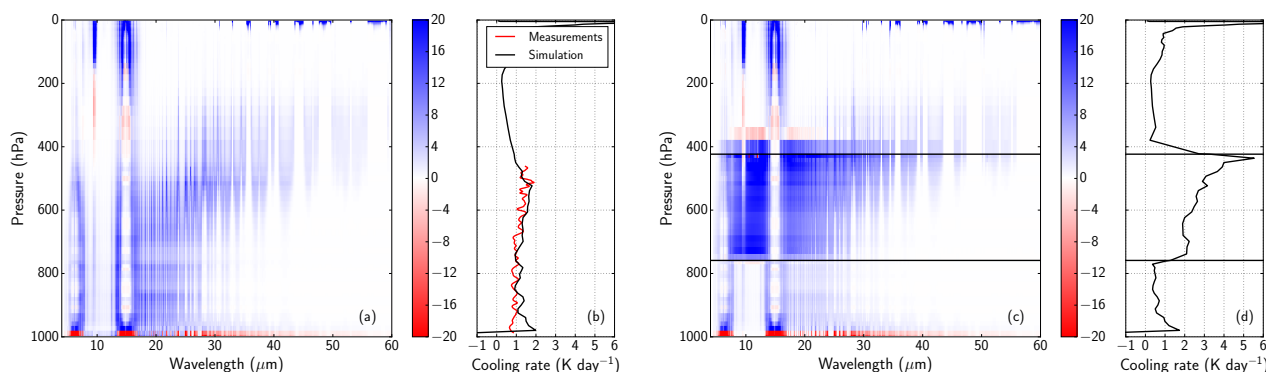 0
200
400
600
800
1000
Pressure (hPa)
10 20 30 40 50 60
Wavelength (μm)
(a)
20
16
12
8
4
0
−4
−8
−12
−16
−20
Measurements
Simulation
(b)
−1 0 1 2 3 4 5 6
Cooling rate (K day⁻¹)
0
200
400
600
800
1000
Pressure (hPa)
10 20 30 40 50 60
Wavelength (μm)
(c)
20
16
12
8
4
0
−4
−8
−12
−16
−20
(d)
−1 0 1 2 3 4 5 6
Cooling rate (K day⁻¹)